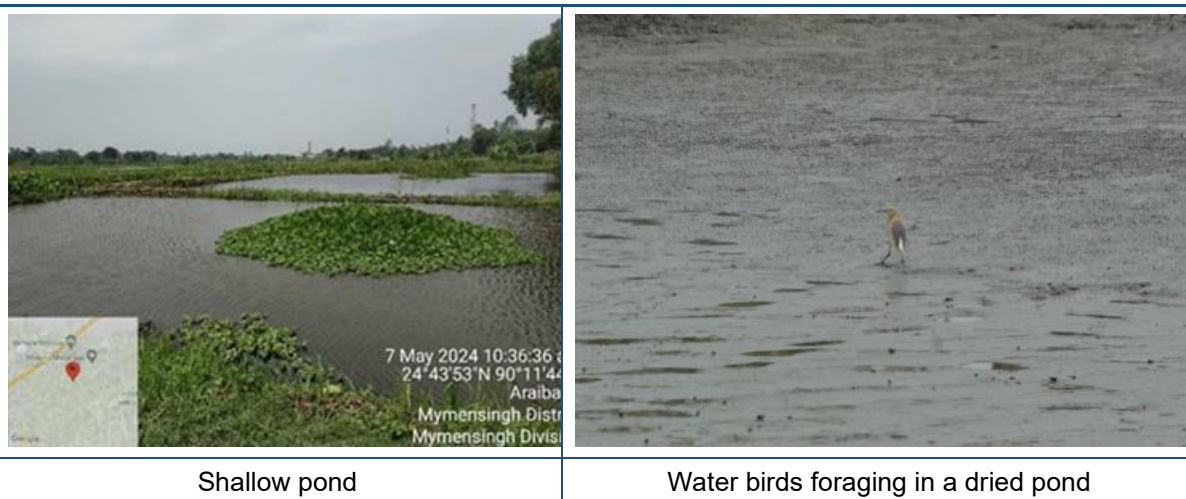 7 May 2024 10:36:36
24°43'53"N 90°11'44
Araiba
Mymensingh Distr
Mymensingh Divisi
Google
Shallow pond
Water birds foraging in a dried pond